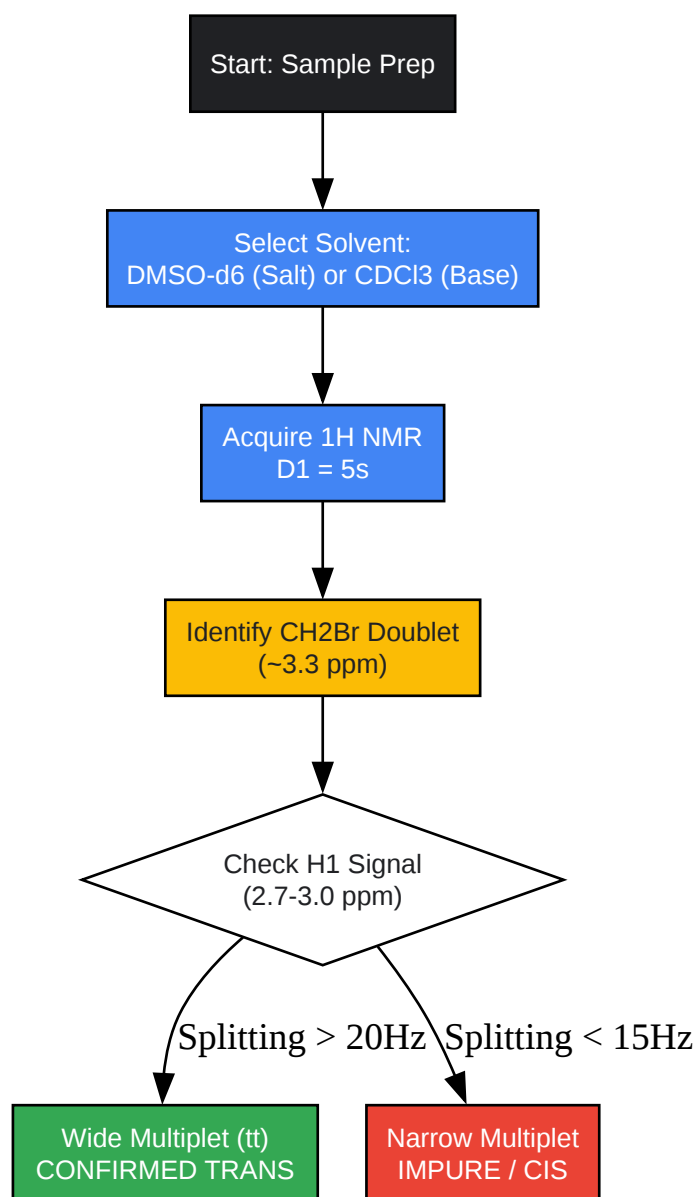 Start: Sample Prep
Select Solvent:
DMSO-d6 (Salt) or CDCl3 (Base)
Acquire 1H NMR
D1 = 5s
Identify CH2Br Doublet
(~3.3 ppm)
Check H1 Signal
(2.7-3.0 ppm)
Splitting > 20Hz
Splitting < 15Hz
Wide Multiplet (tt)
CONFIRMED TRANS
Narrow Multiplet
IMPURE / CIS